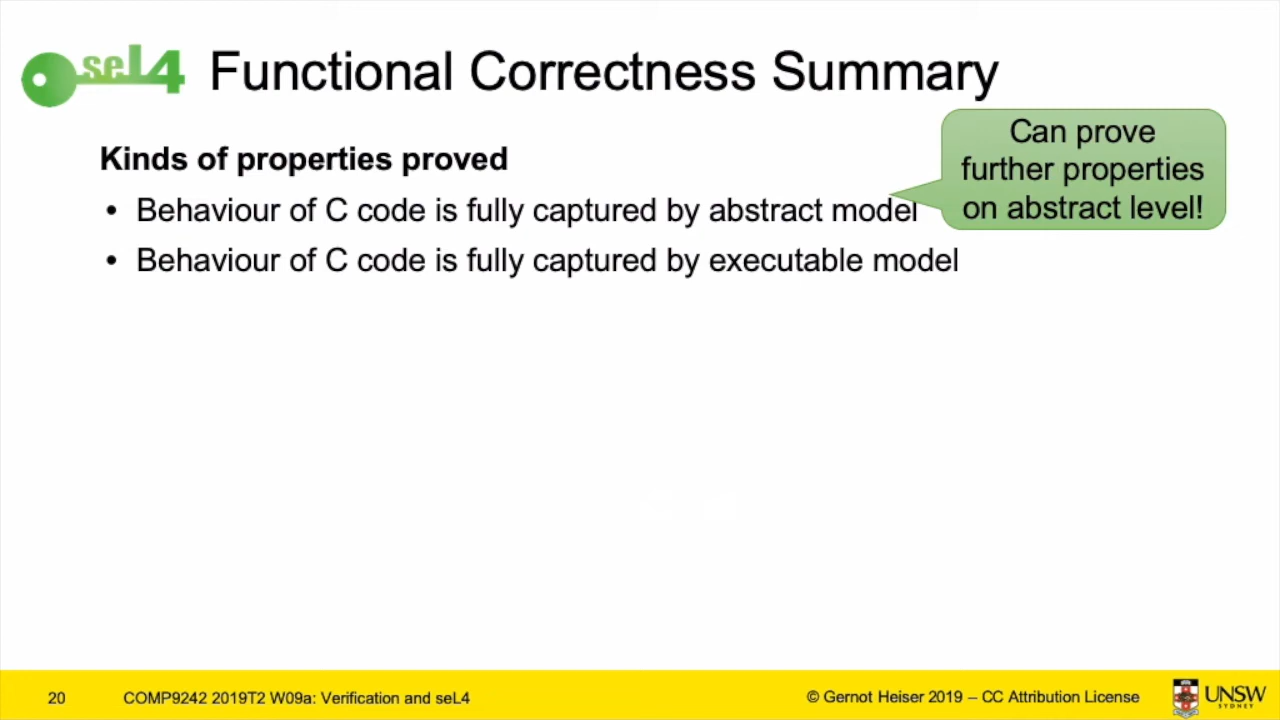 seL4
Functional Correctness Summary
Can prove
further properties
on abstract level!
Kinds of properties proved
• Behaviour of C code is fully captured by abstract model
• Behaviour of C code is fully captured by executable model
20
COMP9242 2019T2 W09a: Verification and seL4
© Gernot Heiser 2019 – CC Attribution License
UNSW
SYDNEY